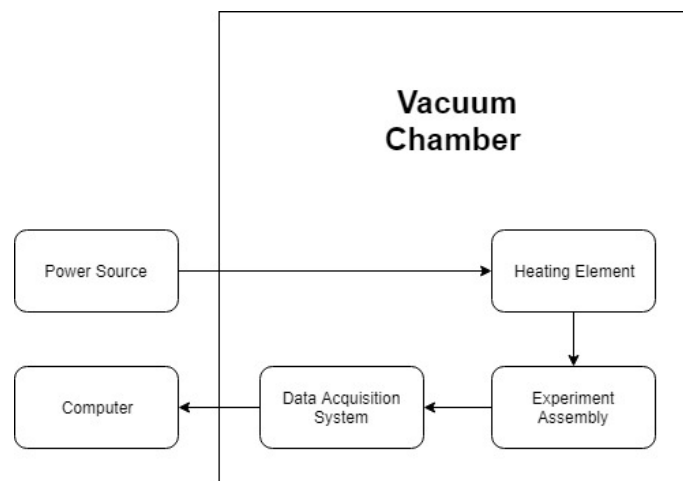 Vacuum
Chamber
Power Source
Heating Element
Computer
Data Acquisition
System
Experiment
Assembly